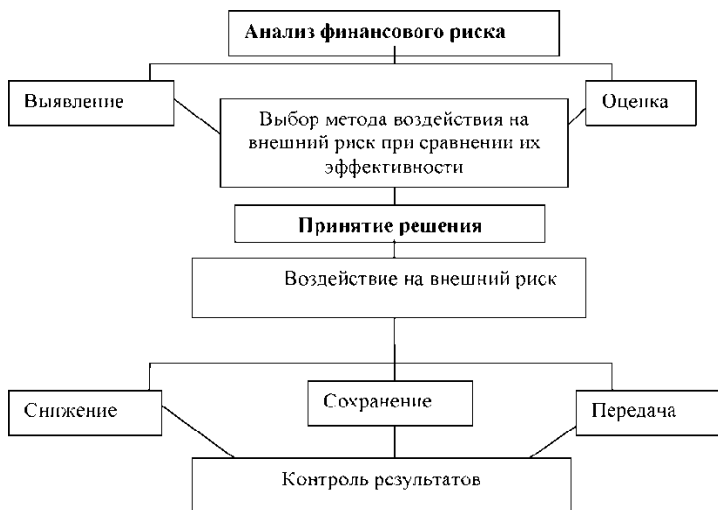 Анализ финансового риска
Выявление
Оценка
Выбор метода воздействия на
внешний риск при сравнении их
эффективности
Принятие решения
Воздействие на внешний риск
Снижение
Сохранение
Передача
Контроль результатов